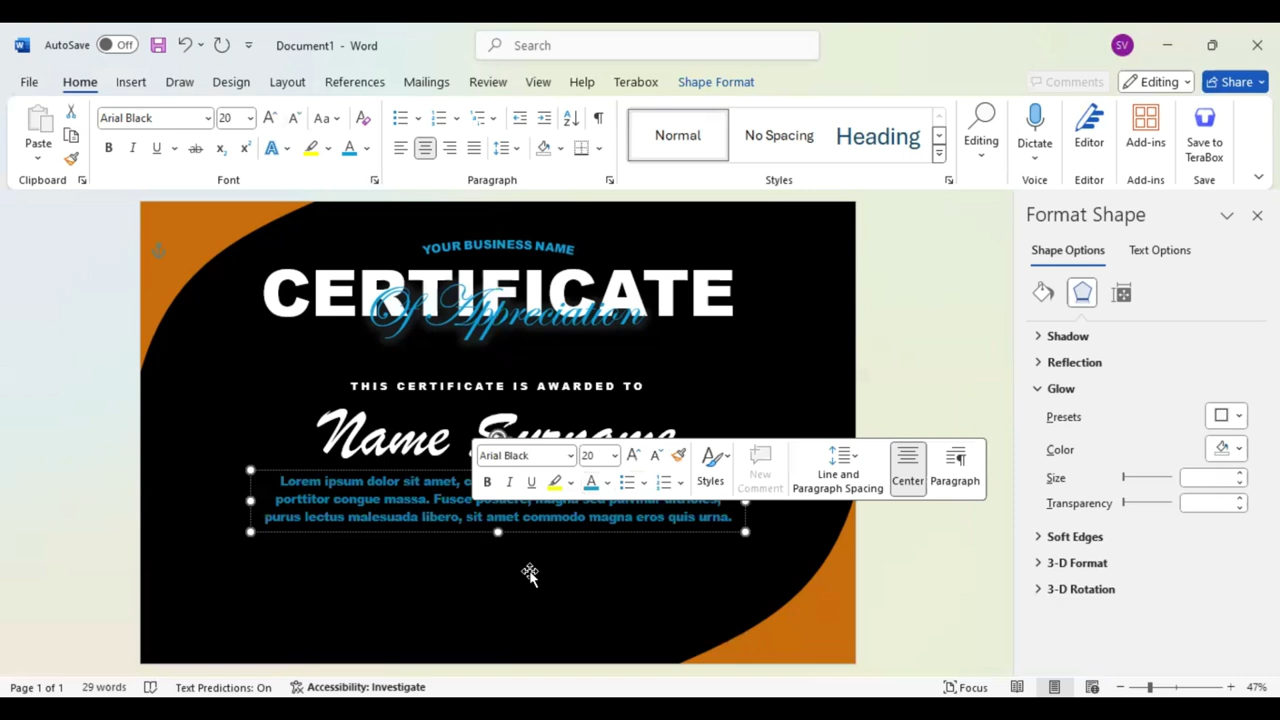 AutoSave Off Document1 - Word Search SV
File Home Insert Draw Design Layout References Mailings Review View Help Terabox Shape Format Comments Editing Share
Arial Black 20 Aa
Paste
Normal No Spacing Heading
Editing Dictate Editor Add-ins Save to TeraBox
Clipboard Font Paragraph Styles Voice Editor Add-ins Save
Format Shape
Shape Options Text Options
Shadow
Reflection
Glow
Presets
Color
Size
Transparency
Soft Edges
3-D Format
3-D Rotation
YOUR BUSINESS NAME
CERTIFICATE
Of Appreciation
THIS CERTIFICATE IS AWARDED TO
Name Surname
Arial Black 20
Styles New Comment Line and Paragraph Spacing Center Paragraph
Lorem ipsum dolor sit amet,
porttitor congue massa. Fusce posuere, magna sed pulvinar ultricies,
purus lectus malesuada libero, sit amet commodo magna eros quis urna.
Page 1 of 1 29 words Text Predictions: On Accessibility: Investigate Focus 47%